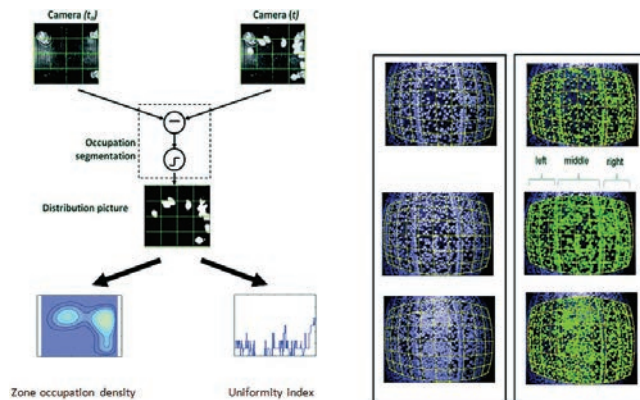 Camera (t₀)
Camera (t)
Occupation
segmentation
Distribution picture
Zone occupation density
Uniformity index
left
middle
right